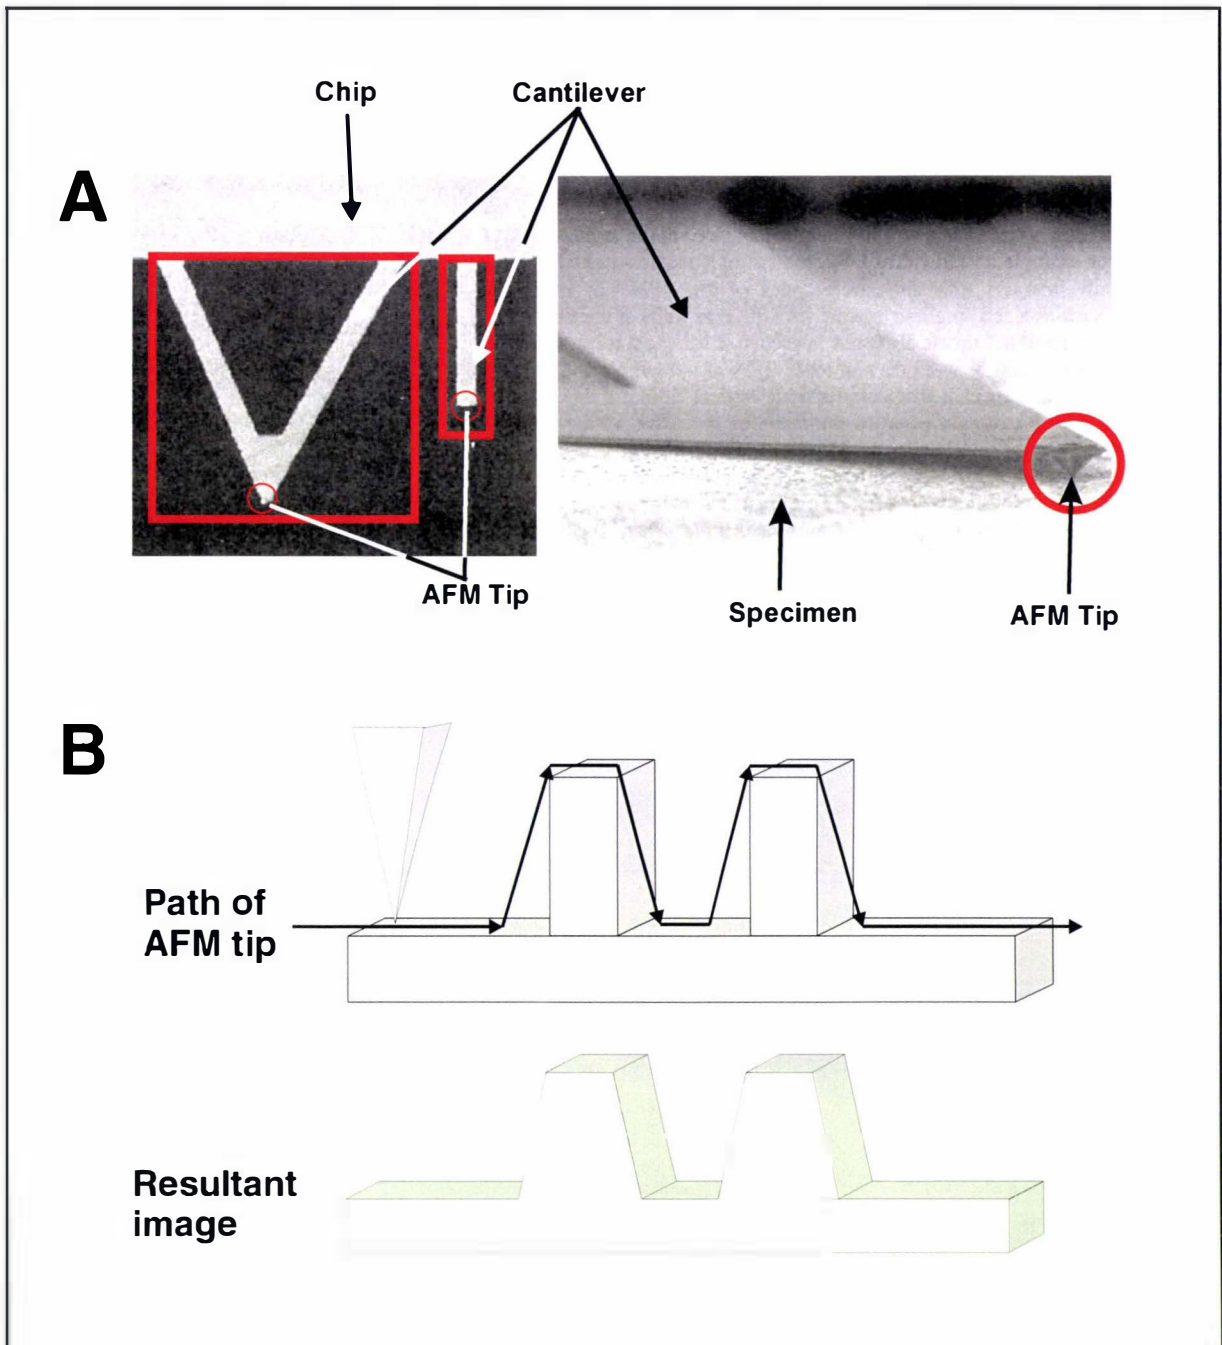 Chip
Cantilever
A
AFM Tip
Specimen
AFM Tip
B
Path of
AFM tip
Resultant
image